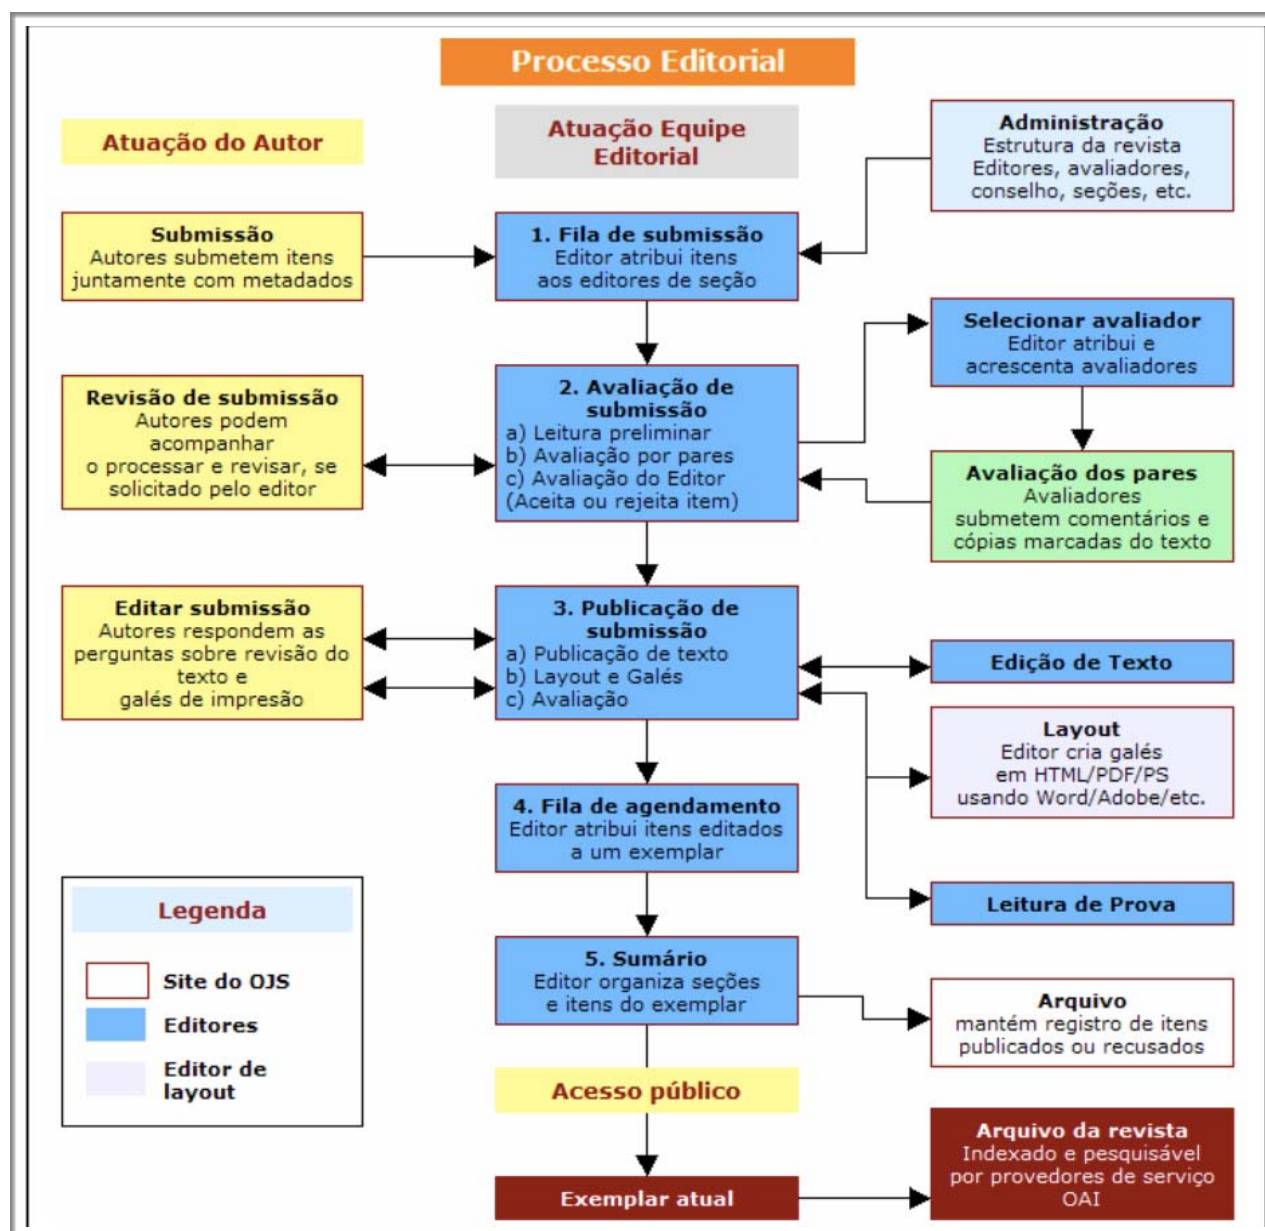 Processo Editorial
Atuação do Autor
Atuação Equipe
Editorial
Administração
Estrutura da revista
Editores, avaliadores,
conselho, seções, etc.
Submissão
Autores submetem itens
juntamente com metadados
1. Fila de submissão
Editor atribui itens
aos editores de seção
Selecionar avaliador
Editor atribui e
acrescenta avaliadores
Revisão de submissão
Autores podem
acompanhar
o processar e revisar, se
solicitado pelo editor
2. Avaliação de
submissão
a) Leitura preliminar
b) Avaliação por pares
c) Avaliação do Editor
(Aceita ou rejeita item)
Avaliação dos pares
Avaliadores
submetem comentários e
cópias marcadas do texto
Editar submissão
Autores respondem as
perguntas sobre revisão do
texto e
galés de impresão
3. Publicação de
submissão
a) Publicação de texto
b) Layout e Galés
c) Avaliação
Edição de Texto
Layout
Editor cria galés
em HTML/PDF/PS
usando Word/Adobe/etc.
4. Fila de agendamento
Editor atribui itens editados
a um exemplar
Leitura de Prova
Legenda
Site do OJS
Editores
Editor de
layout
5. Sumário
Editor organiza seções
e itens do exemplar
Arquivo
mantém registro de itens
publicados ou recusados
Acesso público
Exemplar atual
Arquivo da revista
Indexado e pesquisável
por provedores de serviço
OAI